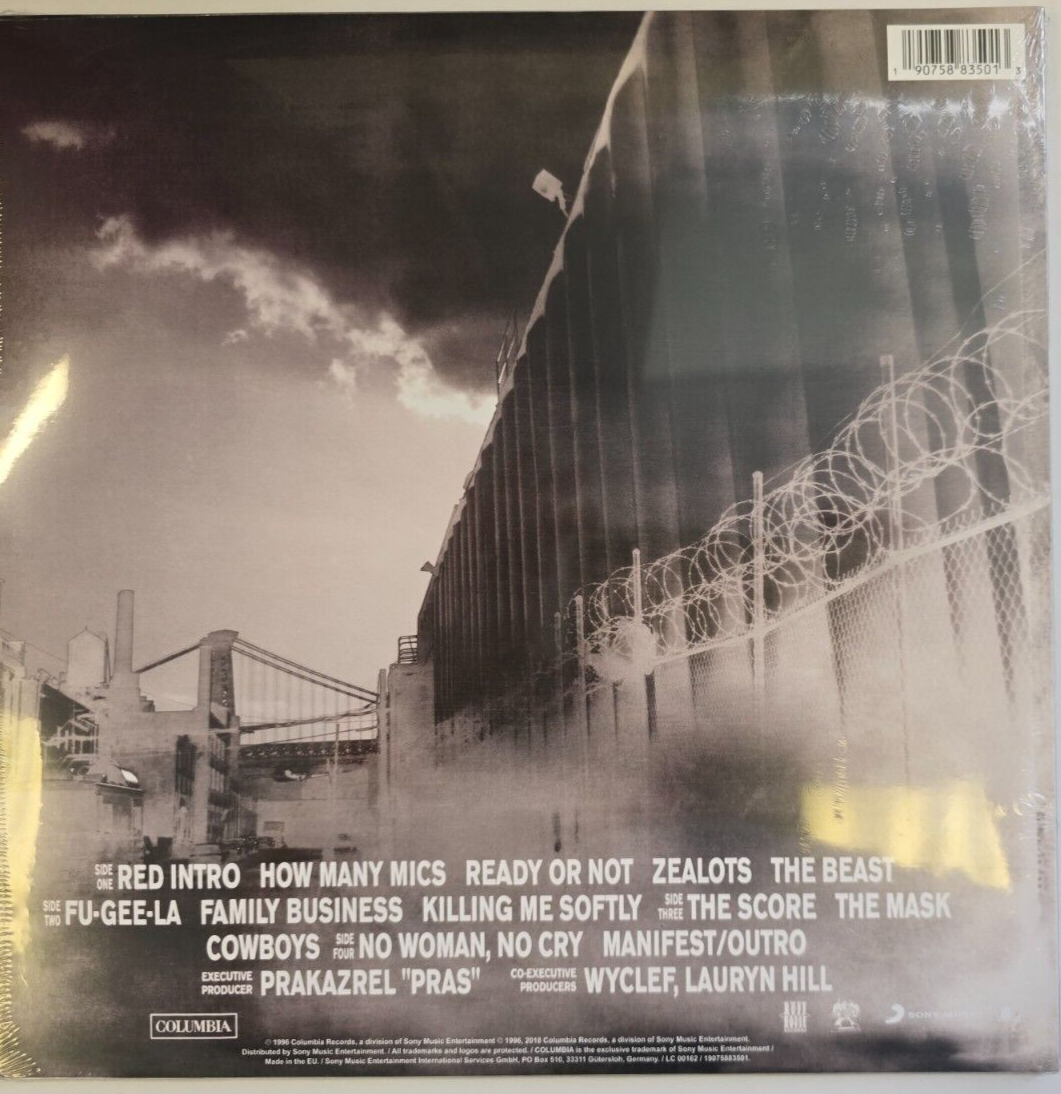 1 90758 83501 3
SIDE ONE RED INTRO HOW MANY MICS READY OR NOT ZEALOTS THE BEAST
SIDE TWO FU-GEE-LA FAMILY BUSINESS KILLING ME SOFTLY SIDE THREE THE SCORE THE MASK
COWBOYS SIDE FOUR NO WOMAN, NO CRY MANIFEST/OUTRO
EXECUTIVE PRODUCER PRAKAZREL "PRAS" CO-EXECUTIVE PRODUCERS WYCLEF, LAURYN HILL
COLUMBIA
SONY MUSIC
℗ 1996 Columbia Records, a division of Sony Music Entertainment © 1996, 2018 Columbia Records, a division of Sony Music Entertainment.
Distributed by Sony Music Entertainment. / All trademarks and logos are protected. / COLUMBIA is the exclusive trademark of Sony Music Entertainment /
Made in the EU. / Sony Music Entertainment International Services GmbH, PO Box 510, 33311 Gütersloh, Germany. / LC 00162 / 19075883501.